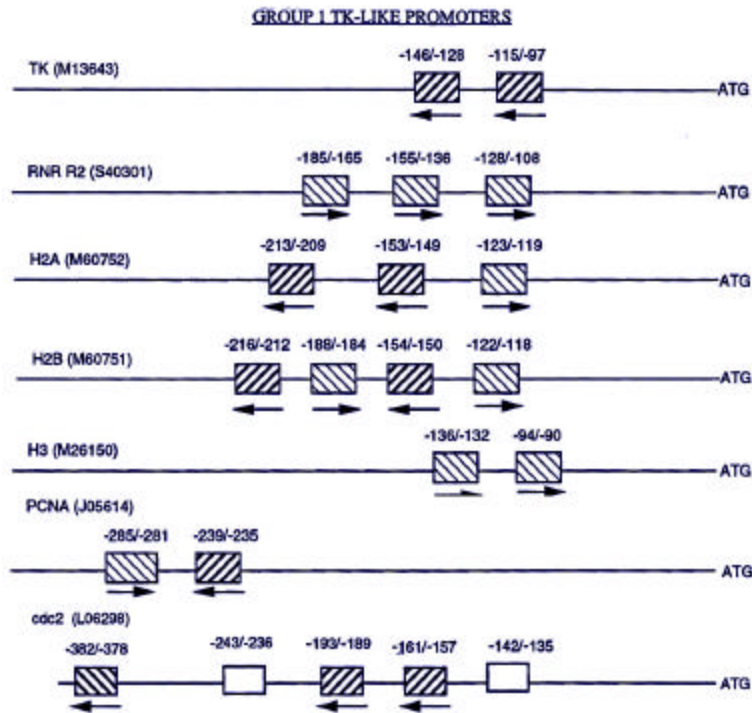 GROUP 1 TK-LIKE PROMOTERS
-146/-128 -115/-97
TK (M13643)
ATG
-185/-165 -155/-136 -128/-108
RNR R2 (S40301)
ATG
-213/-209 -153/-149 -123/-119
H2A (M60752)
ATG
-216/-212 -188/-184 -154/-150 -122/-118
H2B (M60751)
ATG
-136/-132 -94/-90
H3 (M26150)
ATG
PCNA (J05614)
-285/-281 -239/-235
ATG
cdc2 (L06298)
-382/-378 -243/-236 -193/-189 -161/-157 -142/-135
ATG